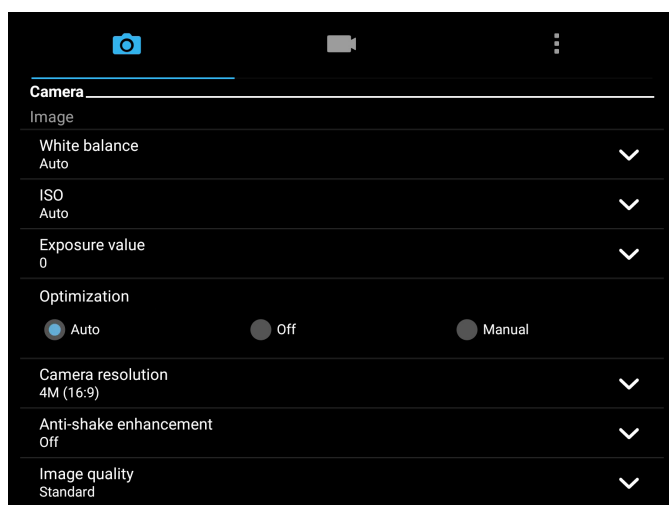 Camera
Image
White balance
Auto
ISO
Auto
Exposure value
0
Optimization
Auto Off Manual
Camera resolution
4M (16:9)
Anti-shake enhancement
Off
Image quality
Standard